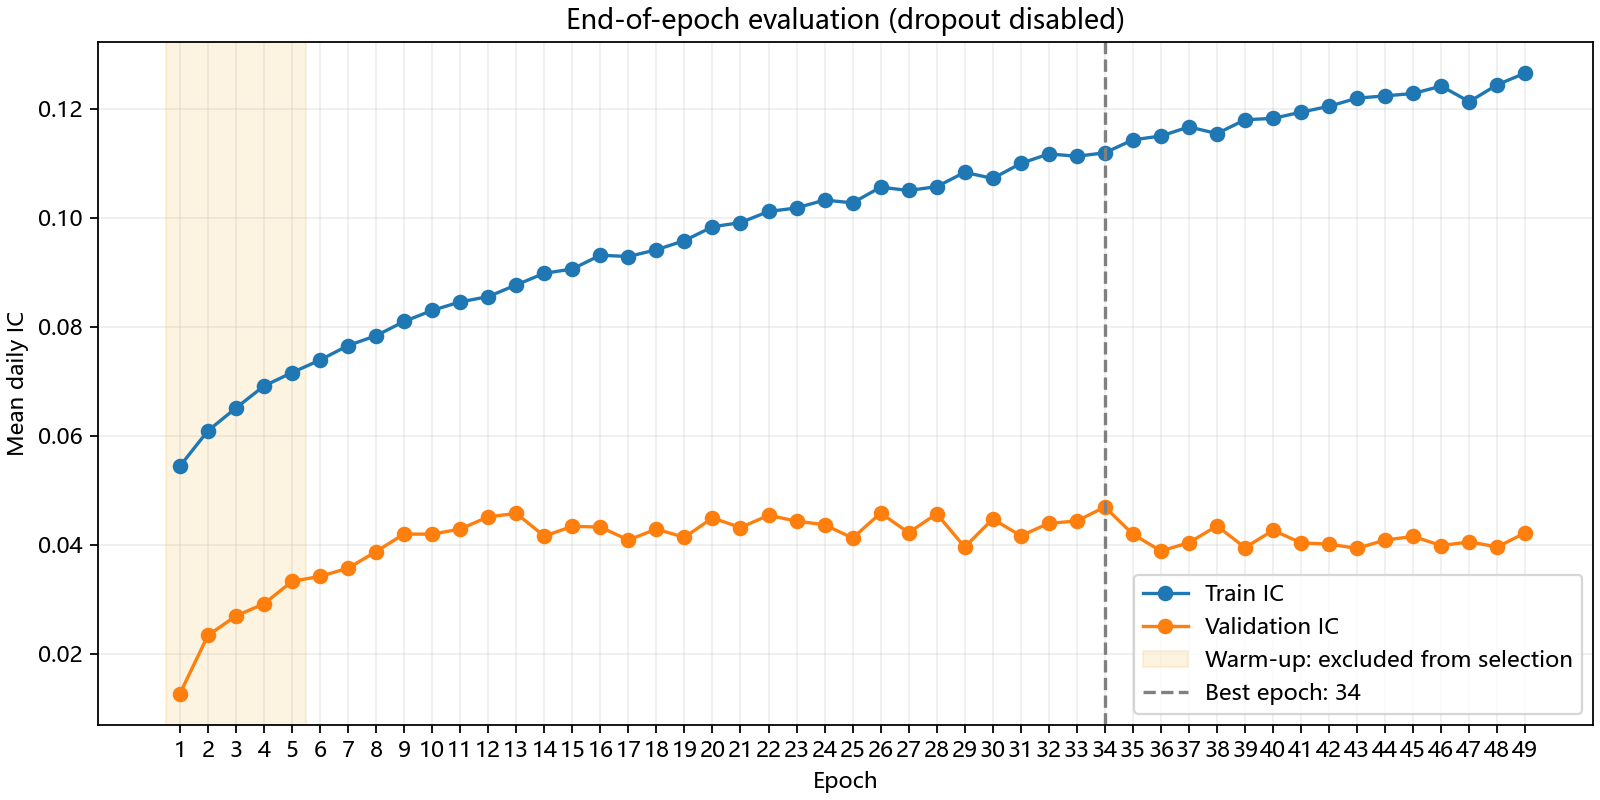 End-of-epoch evaluation (dropout disabled)
Mean daily IC
0.12
0.10
0.08
0.06
0.04
0.02
Train IC
Validation IC
Warm-up: excluded from selection
Best epoch: 34
1 2 3 4 5 6 7 8 9 10 11 12 13 14 15 16 17 18 19 20 21 22 23 24 25 26 27 28 29 30 31 32 33 34 35 36 37 38 39 40 41 42 43 44 45 46 47 48 49
Epoch